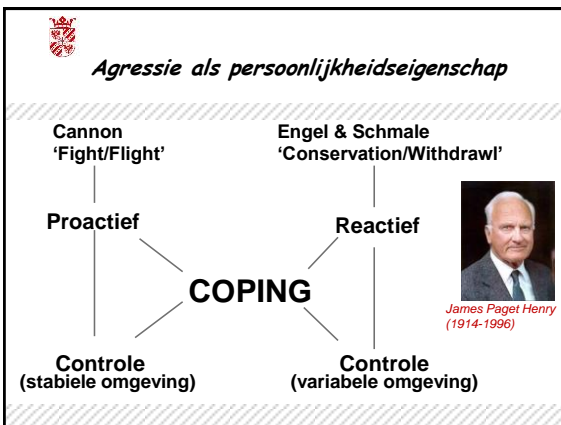 Agressie als persoonlijkheidseigenschap
Cannon
'Fight/Flight'
Engel & Schmale
'Conservation/Withdrawl'
Proactief
Reactief
COPING
James Paget Henry
(1914-1996)
Controle
(stabiele omgeving)
Controle
(variabele omgeving)